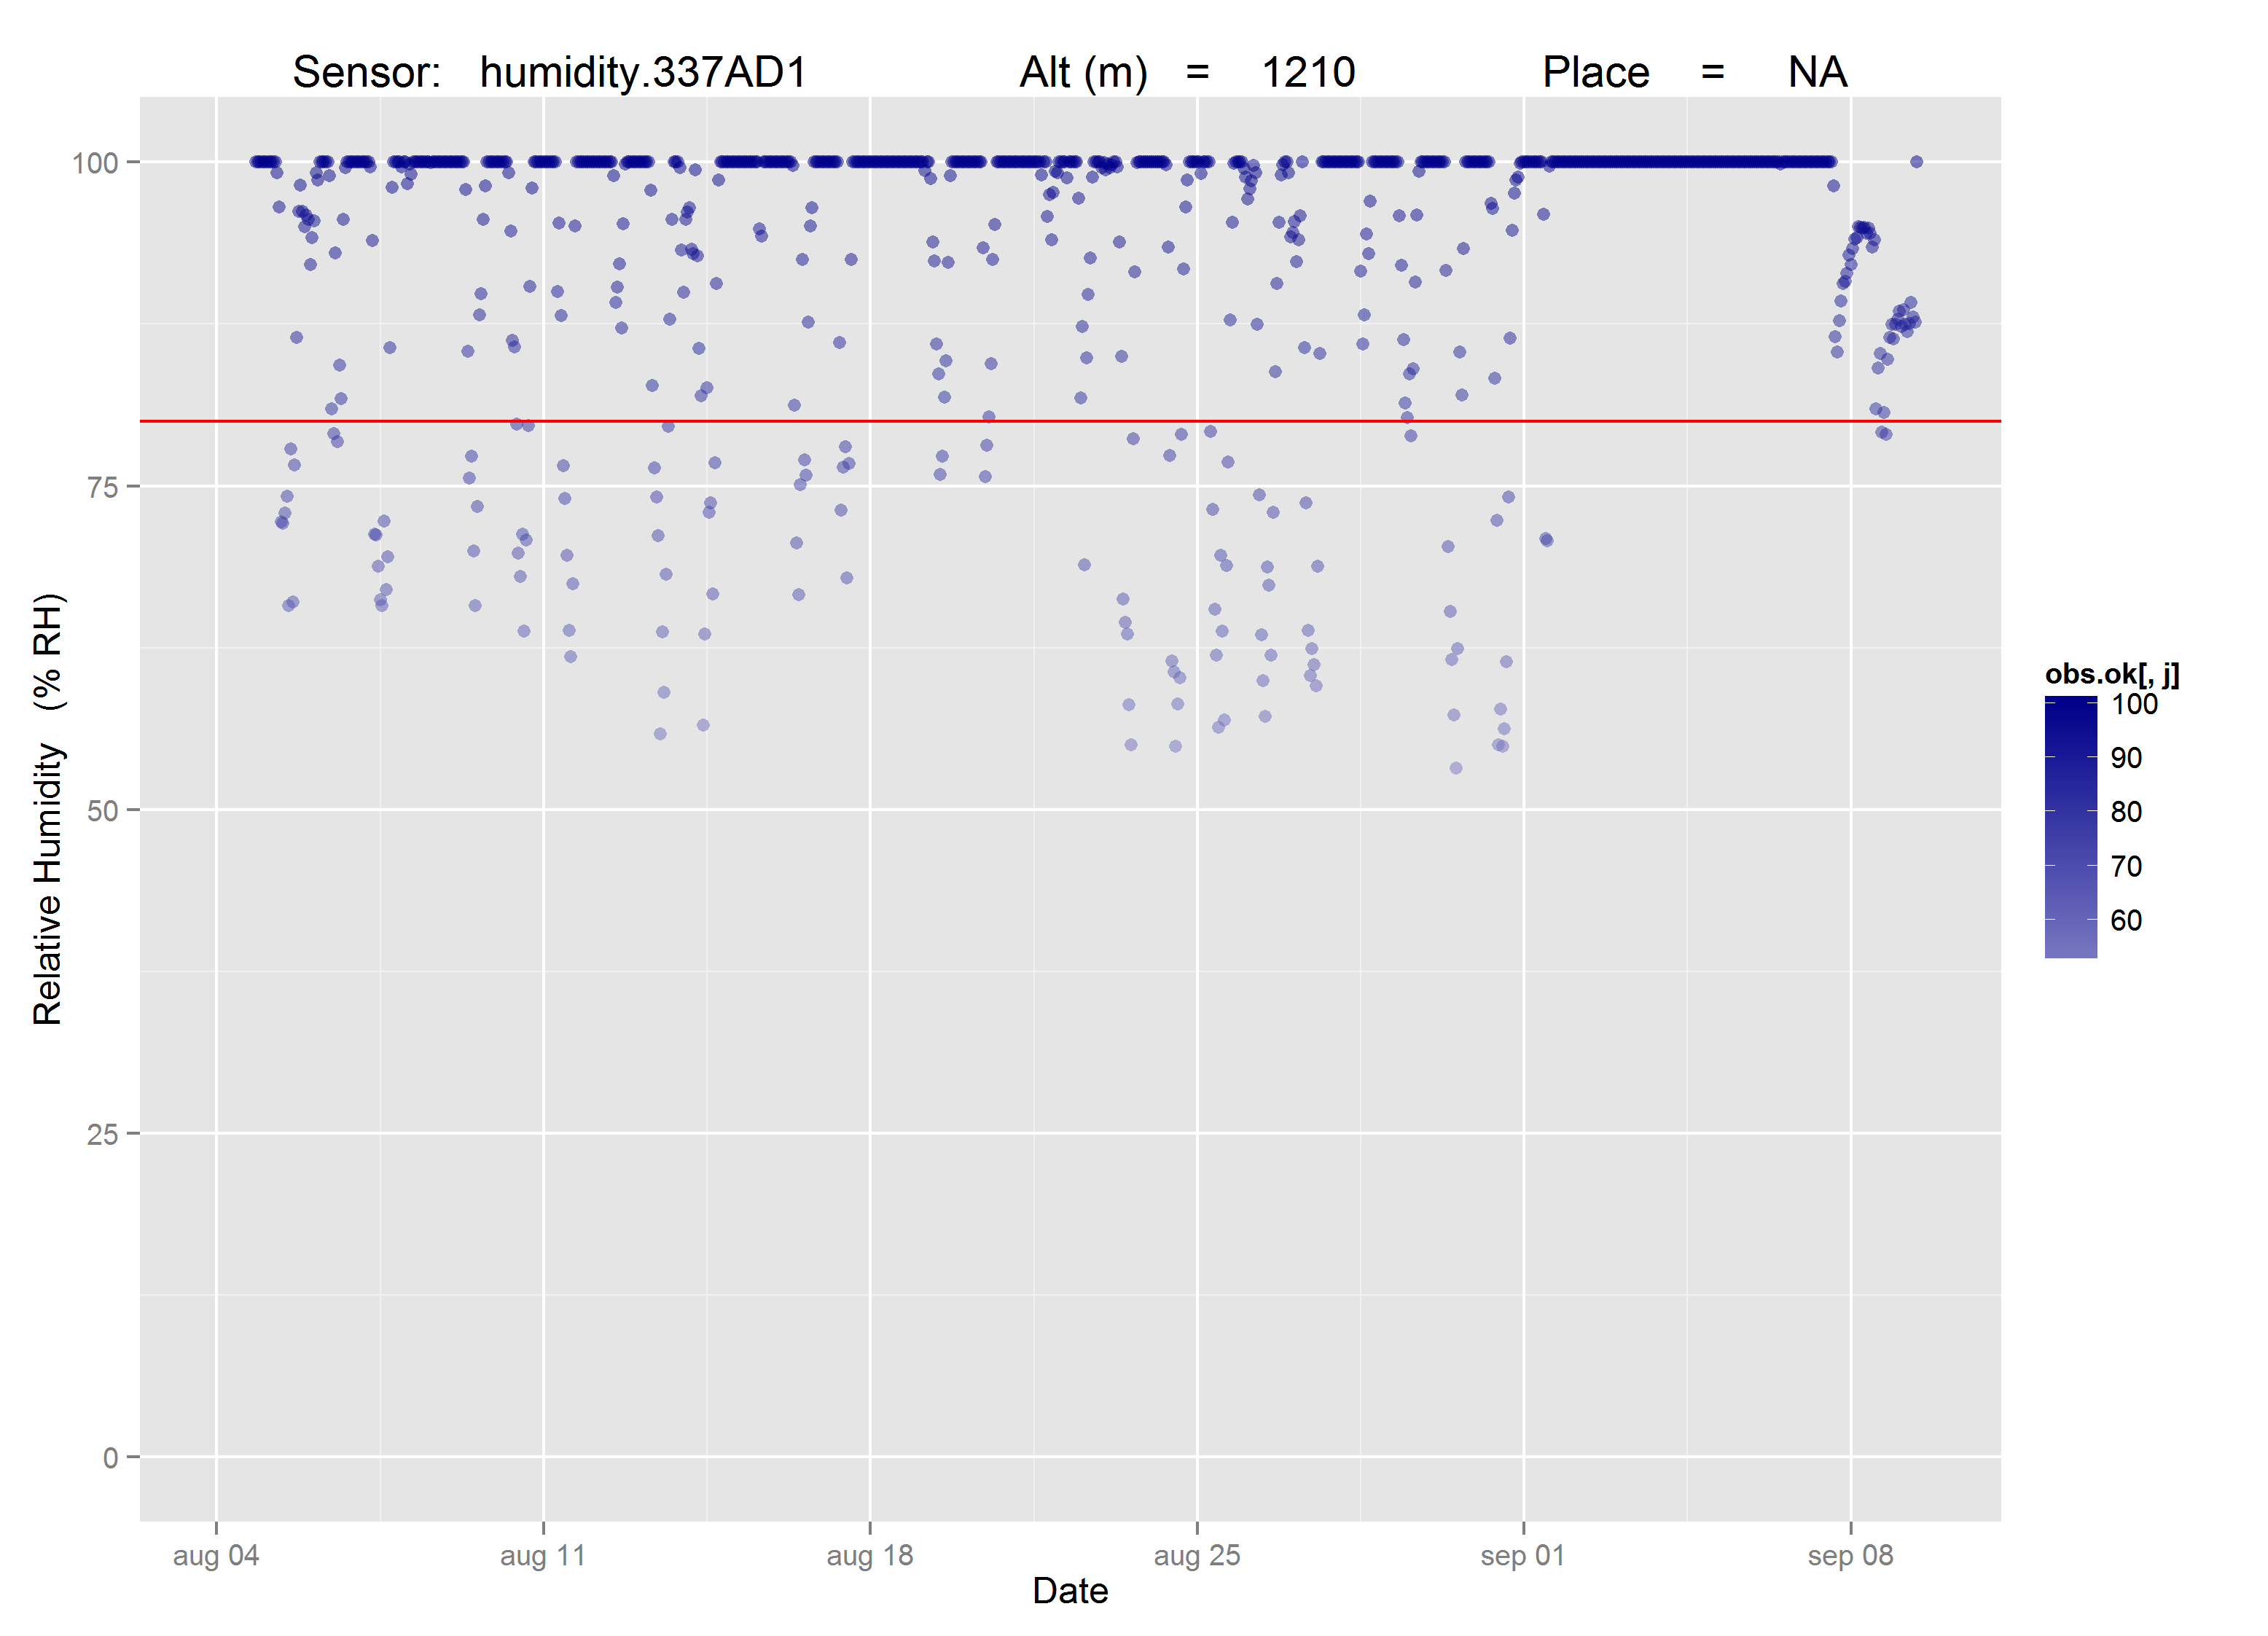 Sensor: humidity.337AD1 Alt (m) = 1210 Place = NA
100
75
50
25
0
Relative Humidity (% RH)
aug 04 aug 11 aug 18 aug 25 sep 01 sep 08
Date
obs.ok[, j]
100
90
80
70
60